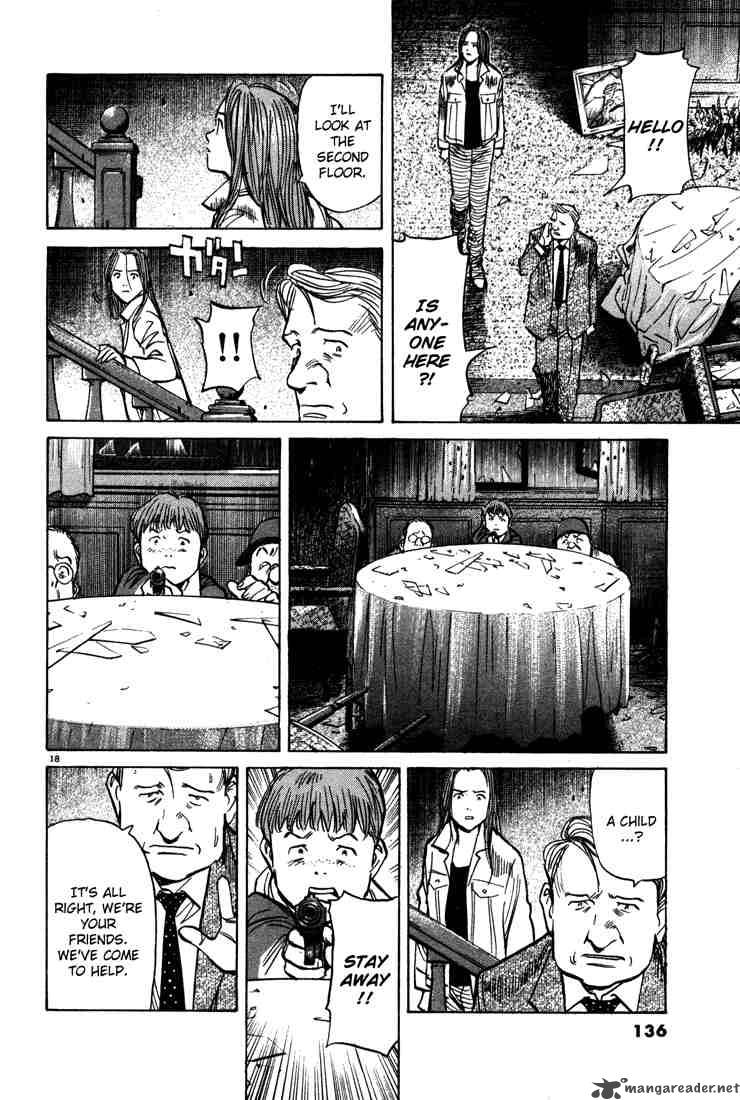 HELLO
!!
IS
ANY-
ONE
HERE
?!
I'LL
LOOK AT
THE
SECOND
FLOOR.
ガタン
!!
18
A CHILD
...?
STAY
AWAY
!!
IT'S ALL
RIGHT, WE'RE
YOUR
FRIENDS.
WE'VE COME
TO HELP.
136
mangareader.net